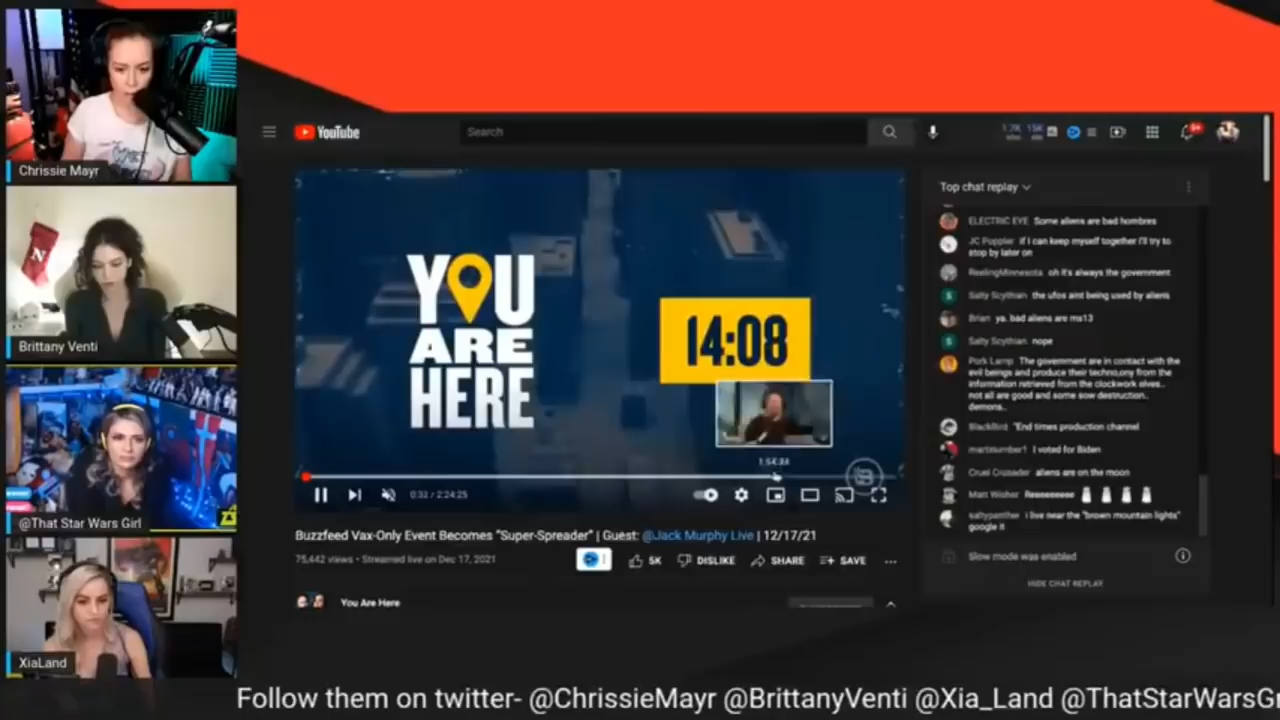 Chrissie Mayr
Brittany Venti
@That Star Wars Girl
XiaLand
YouTube
Search
YOU
ARE
HERE
14:08
0:32 / 2:24:25
Buzzfeed Vax-Only Event Becomes "Super-Spreader" | Guest: @Jack Murphy Live | 12/17/21
75,442 views • Streamed live on Dec 17, 2021
5K
DISLIKE
SHARE
SAVE
You Are Here
Top chat replay
ELECTRIC EYE Some aliens are bad hombres
JC Poppler if I can keep myself together I'll try to
stop by later on
ReelingMinnesota oh it's always the government
Salty Scythian the ufos aint being used by aliens
Brian ya. bad aliens are ms13
Salty Scythian nope
Pork Lamp The government are in contact with the
evil beings and produce their techno,ony from the
information retrieved from the clockwork elves..
not all are good and some sow destruction..
demons..
BlackBird "End times production channel
I voted for Biden
Cruel Crusader aliens are on the moon
Matt Wisher Reeeeeeeee
saltypanther i live near the "brown mountain lights"
google it
Slow mode was enabled
HIDE CHAT REPLAY
Follow them on twitter- @ChrissieMayr @BrittanyVenti @Xia_Land @ThatStarWarsG